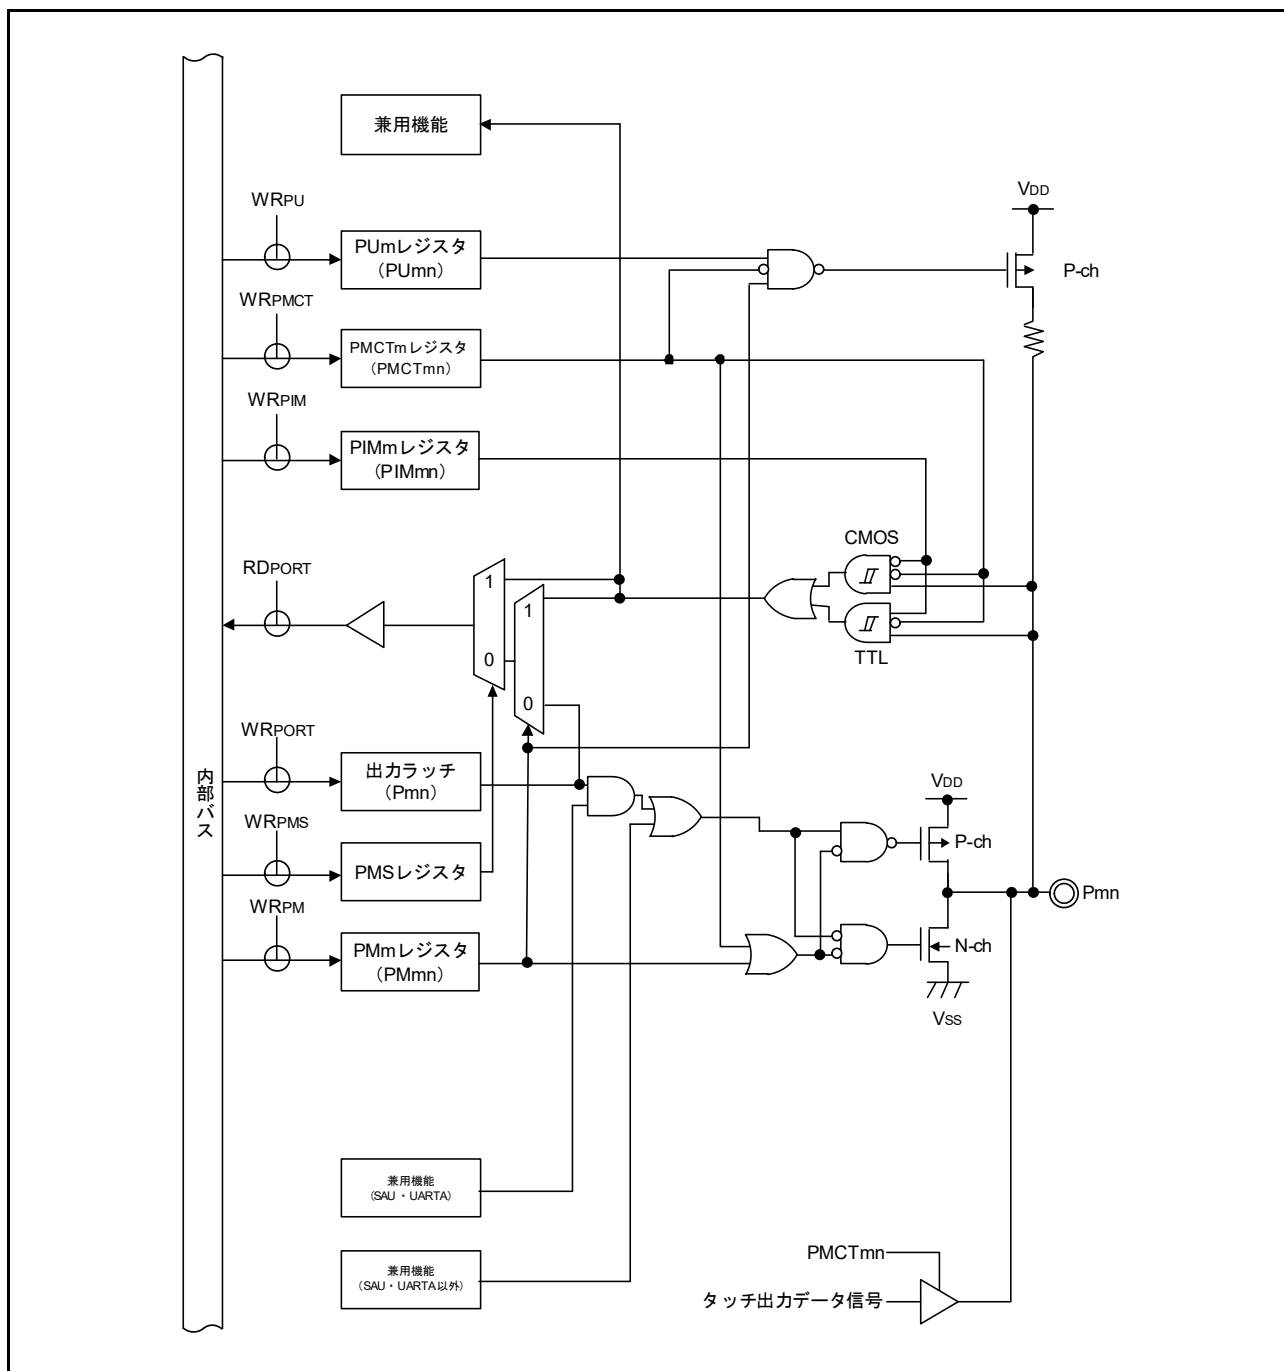 兼用機能
WRPU
PUmレジスタ
(PUmn)
VDD
P-ch
WRPMCT
PMCTmレジスタ
(PMCTmn)
WRPIM
PIMmレジスタ
(PIMmn)
CMOS
TTL
RDPORT
1
0
1
0
WRPORT
出力ラッチ
(Pmn)
内部バス
WRPMS
PMSレジスタ
WRPM
PMmレジスタ
(PMmn)
VDD
P-ch
Pmn
N-ch
VSS
兼用機能
(SAU・UARTA)
兼用機能
(SAU・UARTA以外)
PMCTmn
タッチ出力データ信号